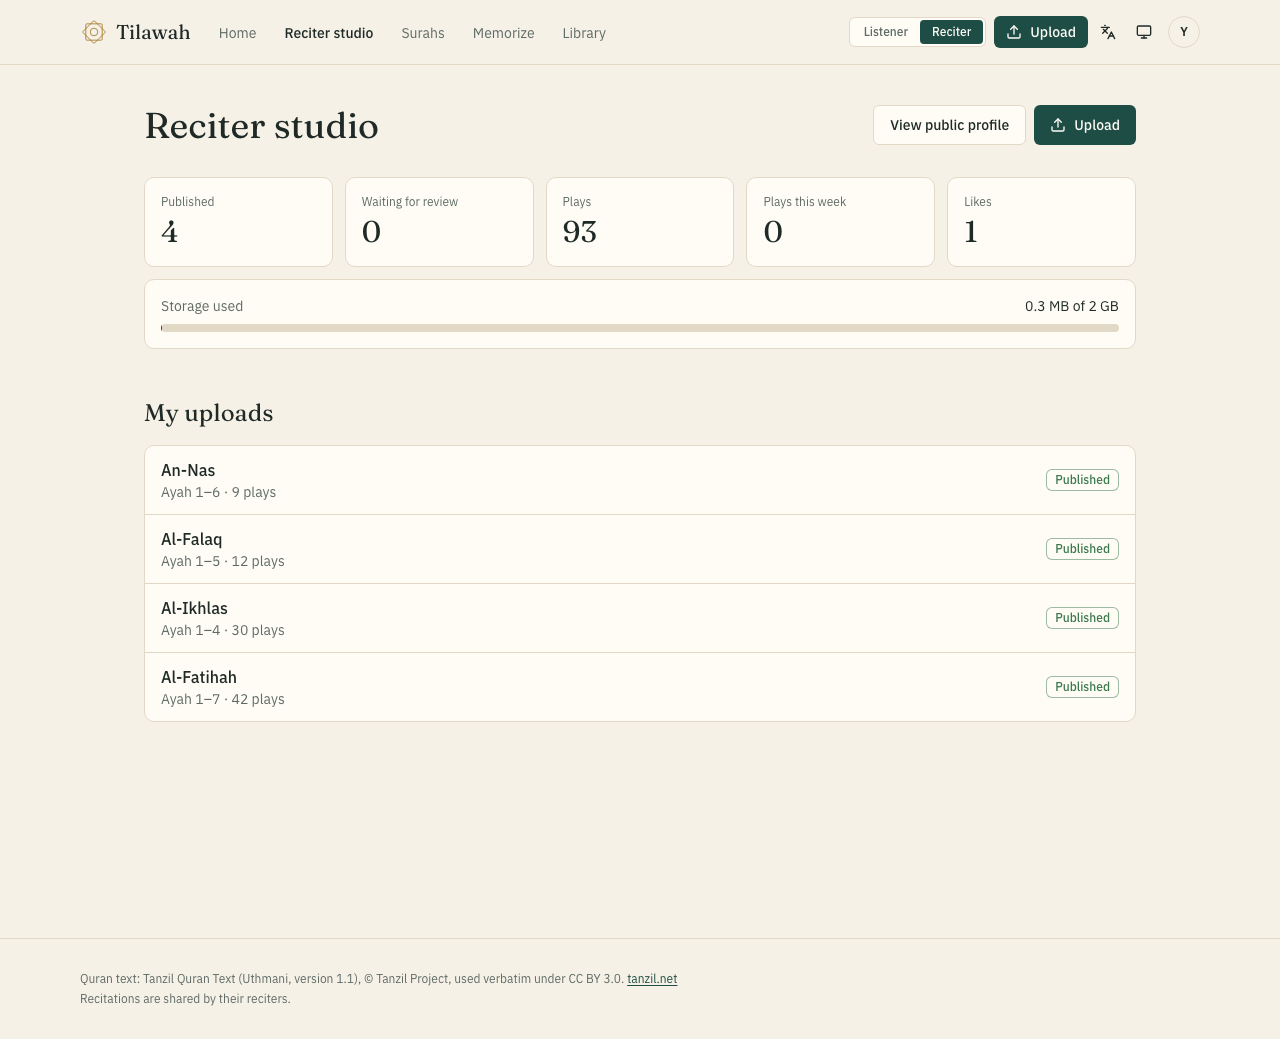 Tilawah
Home
Reciter studio
Surahs
Memorize
Library
Listener
Reciter
Upload
Y
Reciter studio
View public profile
Upload
Published
4
Waiting for review
0
Plays
93
Plays this week
0
Likes
1
Storage used
0.3 MB of 2 GB
My uploads
An-Nas
Ayah 1–6 · 9 plays
Published
Al-Falaq
Ayah 1–5 · 12 plays
Published
Al-Ikhlas
Ayah 1–4 · 30 plays
Published
Al-Fatihah
Ayah 1–7 · 42 plays
Published
Quran text: Tanzil Quran Text (Uthmani, version 1.1), © Tanzil Project, used verbatim under CC BY 3.0. tanzil.net
Recitations are shared by their reciters.